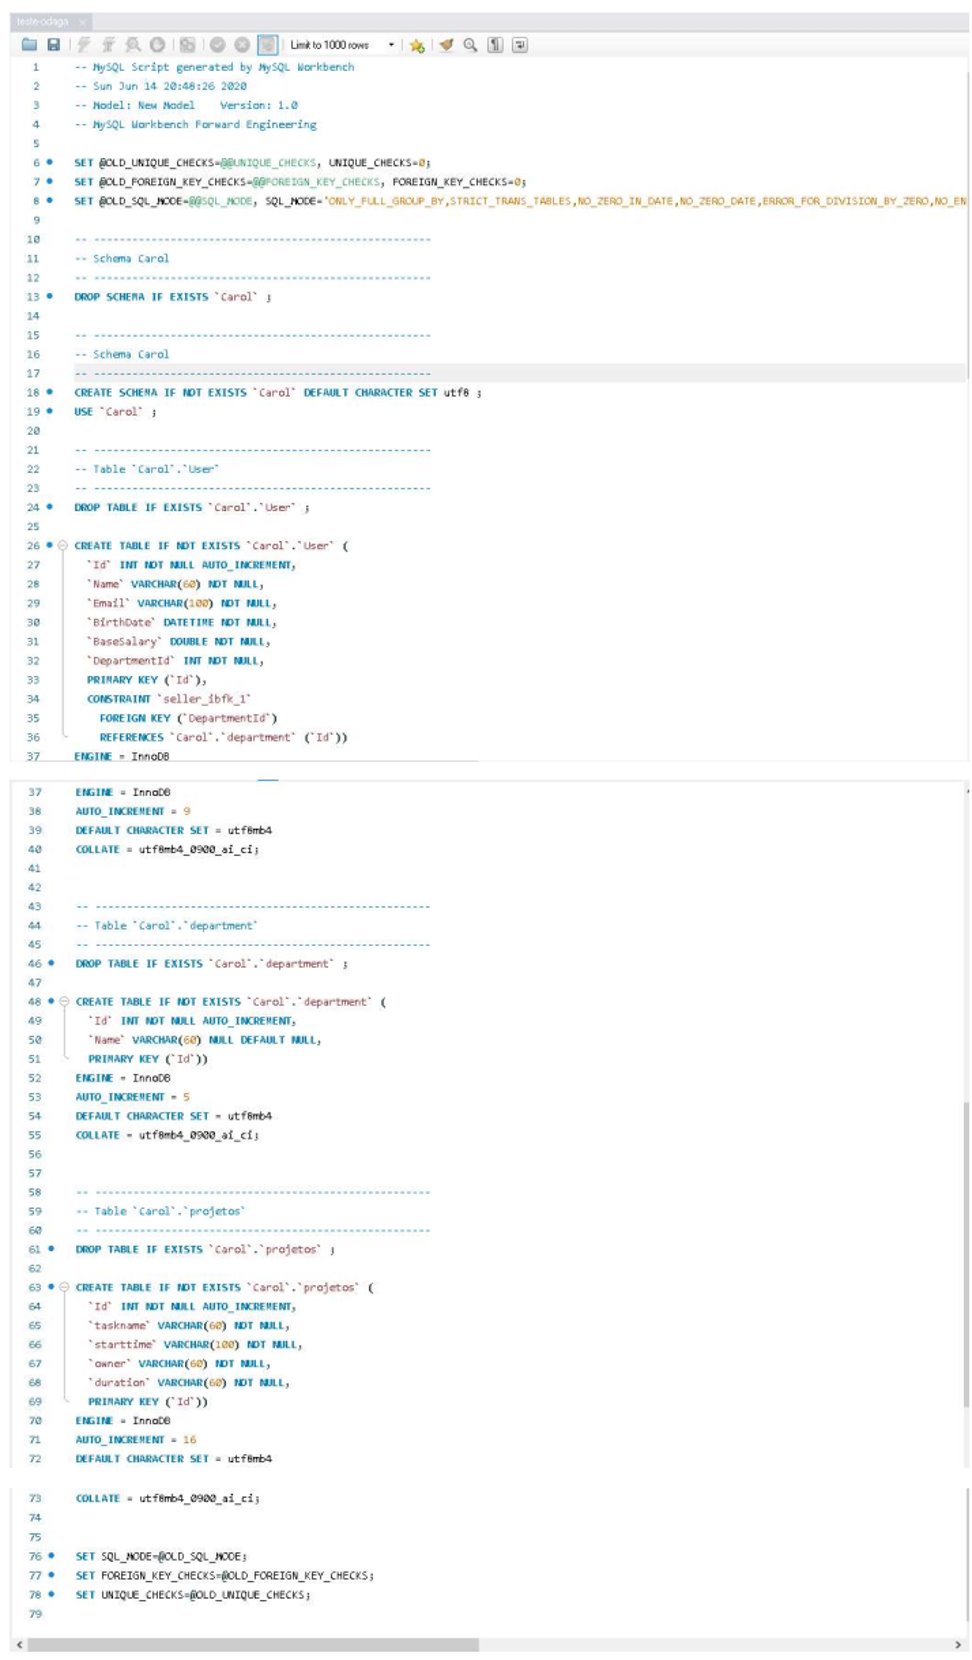 teste-odaga ×
Limit to 1000 rows
1 -- MySQL Script generated by MySQL Workbench
2 -- Sun Jun 14 20:48:26 2020
3 -- Model: New Model    Version: 1.0
4 -- MySQL Workbench Forward Engineering
5
6 SET @OLD_UNIQUE_CHECKS=@@UNIQUE_CHECKS, UNIQUE_CHECKS=0;
7 SET @OLD_FOREIGN_KEY_CHECKS=@@FOREIGN_KEY_CHECKS, FOREIGN_KEY_CHECKS=0;
8 SET @OLD_SQL_MODE=@@SQL_MODE, SQL_MODE='ONLY_FULL_GROUP_BY,STRICT_TRANS_TABLES,NO_ZERO_IN_DATE,NO_ZERO_DATE,ERROR_FOR_DIVISION_BY_ZERO,NO_EN
9
10 -- -----------------------------------------------------
11 -- Schema Carol
12 -- -----------------------------------------------------
13 DROP SCHEMA IF EXISTS `Carol` ;
14
15 -- -----------------------------------------------------
16 -- Schema Carol
17 -- -----------------------------------------------------
18 CREATE SCHEMA IF NOT EXISTS `Carol` DEFAULT CHARACTER SET utf8 ;
19 USE `Carol` ;
20
21 -- -----------------------------------------------------
22 -- Table `Carol`.`User`
23 -- -----------------------------------------------------
24 DROP TABLE IF EXISTS `Carol`.`User` ;
25
26 CREATE TABLE IF NOT EXISTS `Carol`.`User` (
27 `Id` INT NOT NULL AUTO_INCREMENT,
28 `Name` VARCHAR(60) NOT NULL,
29 `Email` VARCHAR(100) NOT NULL,
30 `BirthDate` DATETIME NOT NULL,
31 `BaseSalary` DOUBLE NOT NULL,
32 `DepartmentId` INT NOT NULL,
33 PRIMARY KEY (`Id`),
34 CONSTRAINT `seller_ibfk_1`
35 FOREIGN KEY (`DepartmentId`)
36 REFERENCES `Carol`.`department` (`Id`))
37 ENGINE = InnoDB
37 ENGINE = InnoDB
38 AUTO_INCREMENT = 9
39 DEFAULT CHARACTER SET = utf8mb4
40 COLLATE = utf8mb4_0900_ai_ci;
41
42
43 -- -----------------------------------------------------
44 -- Table `Carol`.`department`
45 -- -----------------------------------------------------
46 DROP TABLE IF EXISTS `Carol`.`department` ;
47
48 CREATE TABLE IF NOT EXISTS `Carol`.`department` (
49 `Id` INT NOT NULL AUTO_INCREMENT,
50 `Name` VARCHAR(60) NULL DEFAULT NULL,
51 PRIMARY KEY (`Id`))
52 ENGINE = InnoDB
53 AUTO_INCREMENT = 5
54 DEFAULT CHARACTER SET = utf8mb4
55 COLLATE = utf8mb4_0900_ai_ci;
56
57
58 -- -----------------------------------------------------
59 -- Table `Carol`.`projetos`
60 -- -----------------------------------------------------
61 DROP TABLE IF EXISTS `Carol`.`projetos` ;
62
63 CREATE TABLE IF NOT EXISTS `Carol`.`projetos` (
64 `Id` INT NOT NULL AUTO_INCREMENT,
65 `taskname` VARCHAR(60) NOT NULL,
66 `starttime` VARCHAR(100) NOT NULL,
67 `owner` VARCHAR(60) NOT NULL,
68 `duration` VARCHAR(60) NOT NULL,
69 PRIMARY KEY (`Id`))
70 ENGINE = InnoDB
71 AUTO_INCREMENT = 16
72 DEFAULT CHARACTER SET = utf8mb4
73 COLLATE = utf8mb4_0900_ai_ci;
74
75
76 SET SQL_MODE=@OLD_SQL_MODE;
77 SET FOREIGN_KEY_CHECKS=@OLD_FOREIGN_KEY_CHECKS;
78 SET UNIQUE_CHECKS=@OLD_UNIQUE_CHECKS;
79